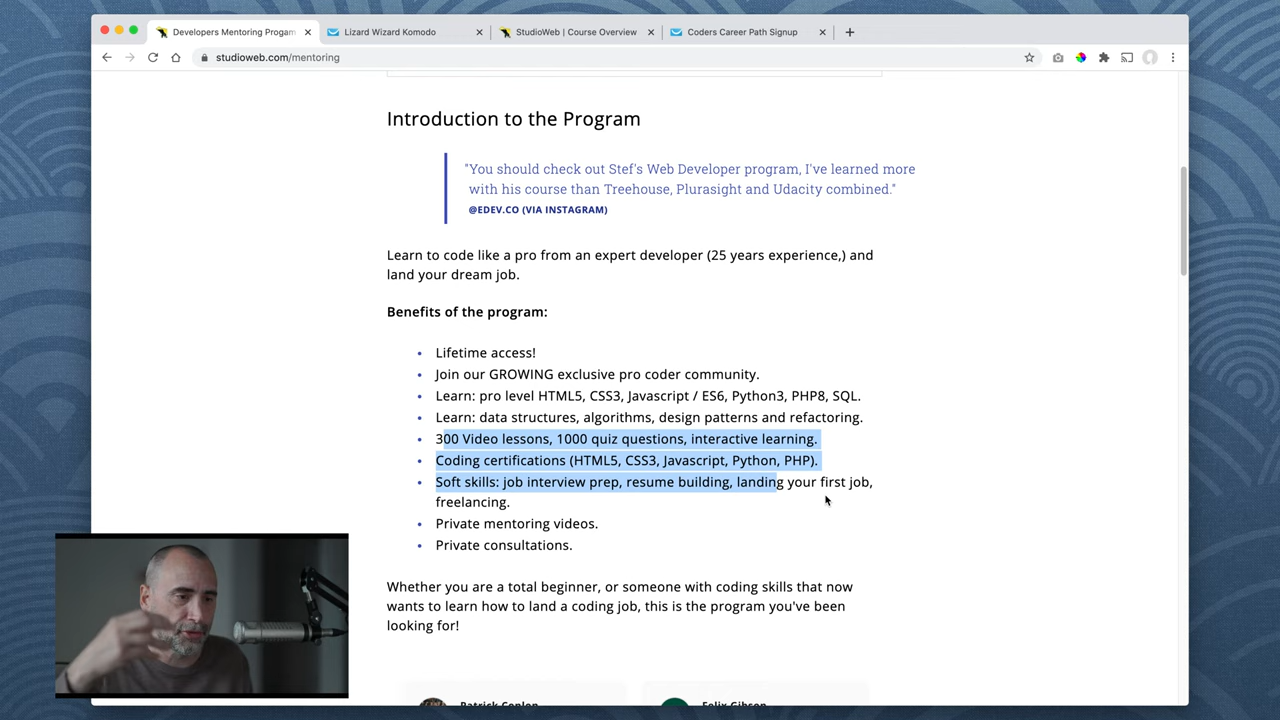 Developers Mentoring Progam
Lizard Wizard Komodo
StudioWeb | Course Overview
Coders Career Path Signup
studioweb.com/mentoring
Introduction to the Program
"You should check out Stef's Web Developer program, I've learned more
with his course than Treehouse, Plurasight and Udacity combined."
@EDEV.CO (VIA INSTAGRAM)
Learn to code like a pro from an expert developer (25 years experience,) and
land your dream job.
Benefits of the program:
Lifetime access!
Join our GROWING exclusive pro coder community.
Learn: pro level HTML5, CSS3, Javascript / ES6, Python3, PHP8, SQL.
Learn: data structures, algorithms, design patterns and refactoring.
300 Video lessons, 1000 quiz questions, interactive learning.
Coding certifications (HTML5, CSS3, Javascript, Python, PHP).
Soft skills: job interview prep, resume building, landing your first job,
freelancing.
Private mentoring videos.
Private consultations.
Whether you are a total beginner, or someone with coding skills that now
wants to learn how to land a coding job, this is the program you've been
looking for!
Patrick Conlon
Felix Gibson